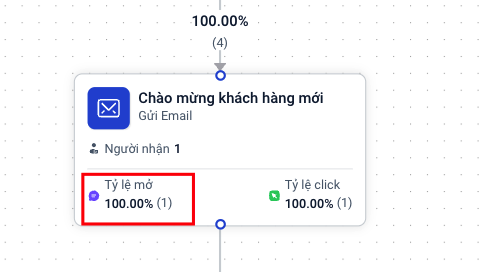 100.00%
(4)
Chào mừng khách hàng mới
Gửi Email
Người nhận 1
Tỷ lệ mở
100.00% (1)
Tỷ lệ click
100.00% (1)